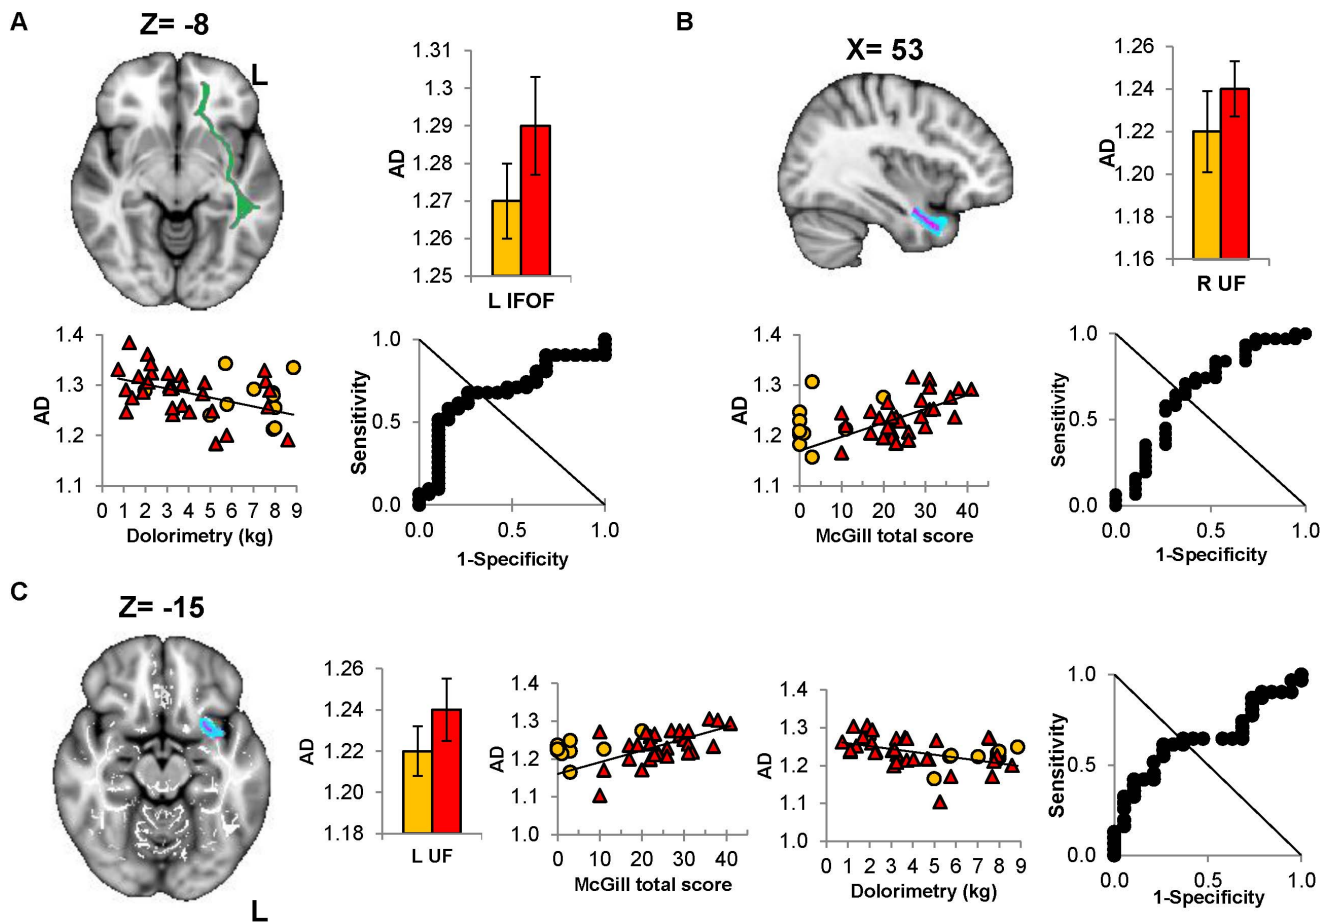 A
Z= -8
L
1.31
1.3
1.29
1.28
1.27
1.26
1.25
AD
L IFOF
1.4
1.3
1.2
1.1
AD
0 1 2 3 4 5 6 7 8 9
Dolorimetry (kg)
1.0
0.5
0.0
Sensitivity
0.0 0.5 1.0
1-Specificity
B
X= 53
1.26
1.24
1.22
1.20
1.18
1.16
AD
R UF
1.4
1.3
1.2
1.1
AD
0 10 20 30 40
McGill total score
1.0
0.5
0.0
Sensitivity
0.0 0.5 1.0
1-Specificity
C
Z= -15
L
1.26
1.24
1.22
1.20
1.18
AD
L UF
1.4
1.3
1.2
1.1
1.0
AD
0 10 20 30 40
McGill total score
1.4
1.3
1.2
1.1
1.0
AD
0 1 2 3 4 5 6 7 8 9
Dolorimetry (kg)
1.0
0.5
0.0
Sensitivity
0.0 0.5 1.0
1-Specificity